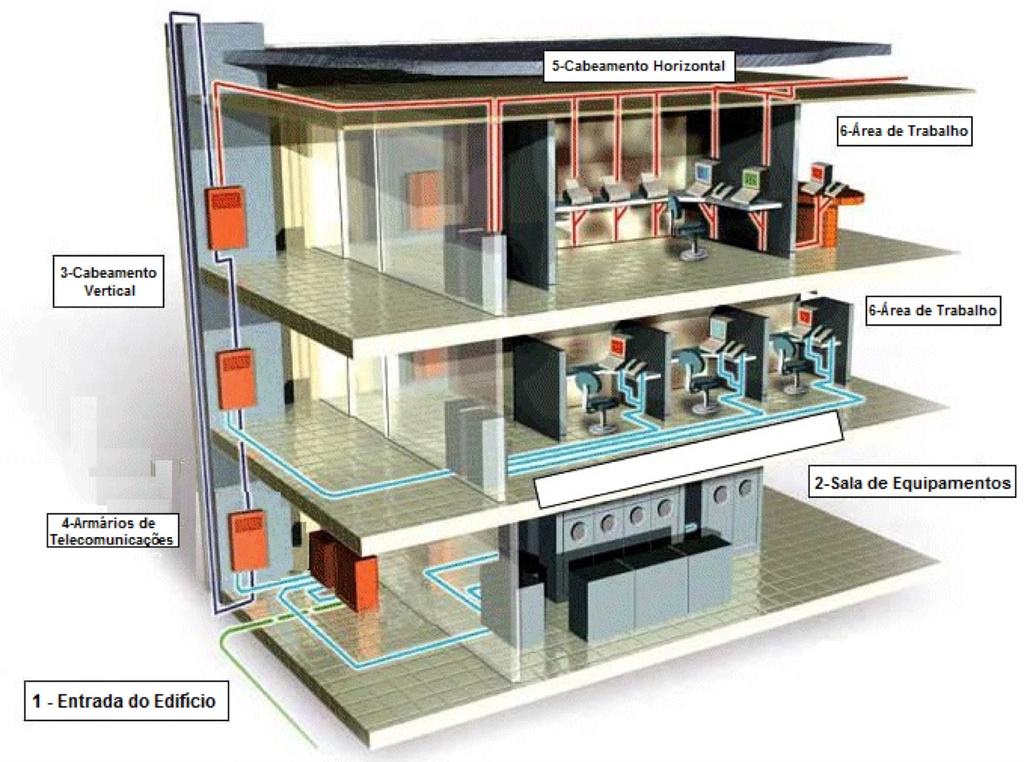 5-Cabeamento Horizontal
6-Área de Trabalho
3-Cabeamento
Vertical
6-Área de Trabalho
2-Sala de Equipamentos
4-Armários de
Telecomunicações
1 - Entrada do Edifício